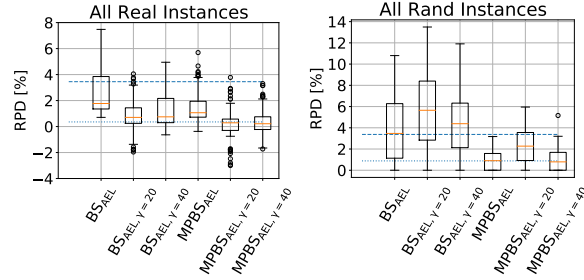 All Real Instances
RPD [%]
8
6
4
2
0
−2
−4
BS_AEL
BS_AEL, γ = 20
BS_AEL, γ = 40
MPBS_AEL
MPBS_AEL, γ = 20
MPBS_AEL, γ = 40
All Rand Instances
RPD [%]
14
12
10
8
6
4
2
0
BS_AEL
BS_AEL, γ = 20
BS_AEL, γ = 40
MPBS_AEL
MPBS_AEL, γ = 20
MPBS_AEL, γ = 40